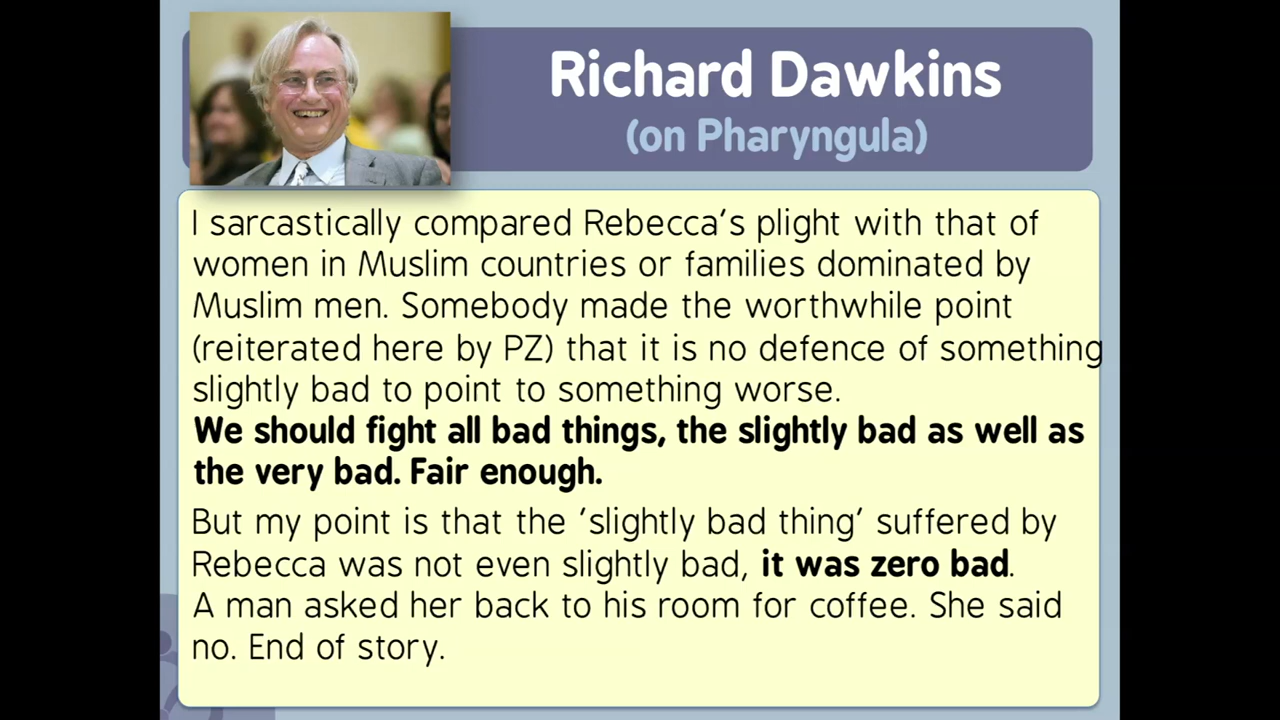 Richard Dawkins
(on Pharyngula)
I sarcastically compared Rebecca's plight with that of
women in Muslim countries or families dominated by
Muslim men. Somebody made the worthwhile point
(reiterated here by PZ) that it is no defence of something
slightly bad to point to something worse.
We should fight all bad things, the slightly bad as well as
the very bad. Fair enough.
But my point is that the 'slightly bad thing' suffered by
Rebecca was not even slightly bad, it was zero bad.
A man asked her back to his room for coffee. She said
no. End of story.